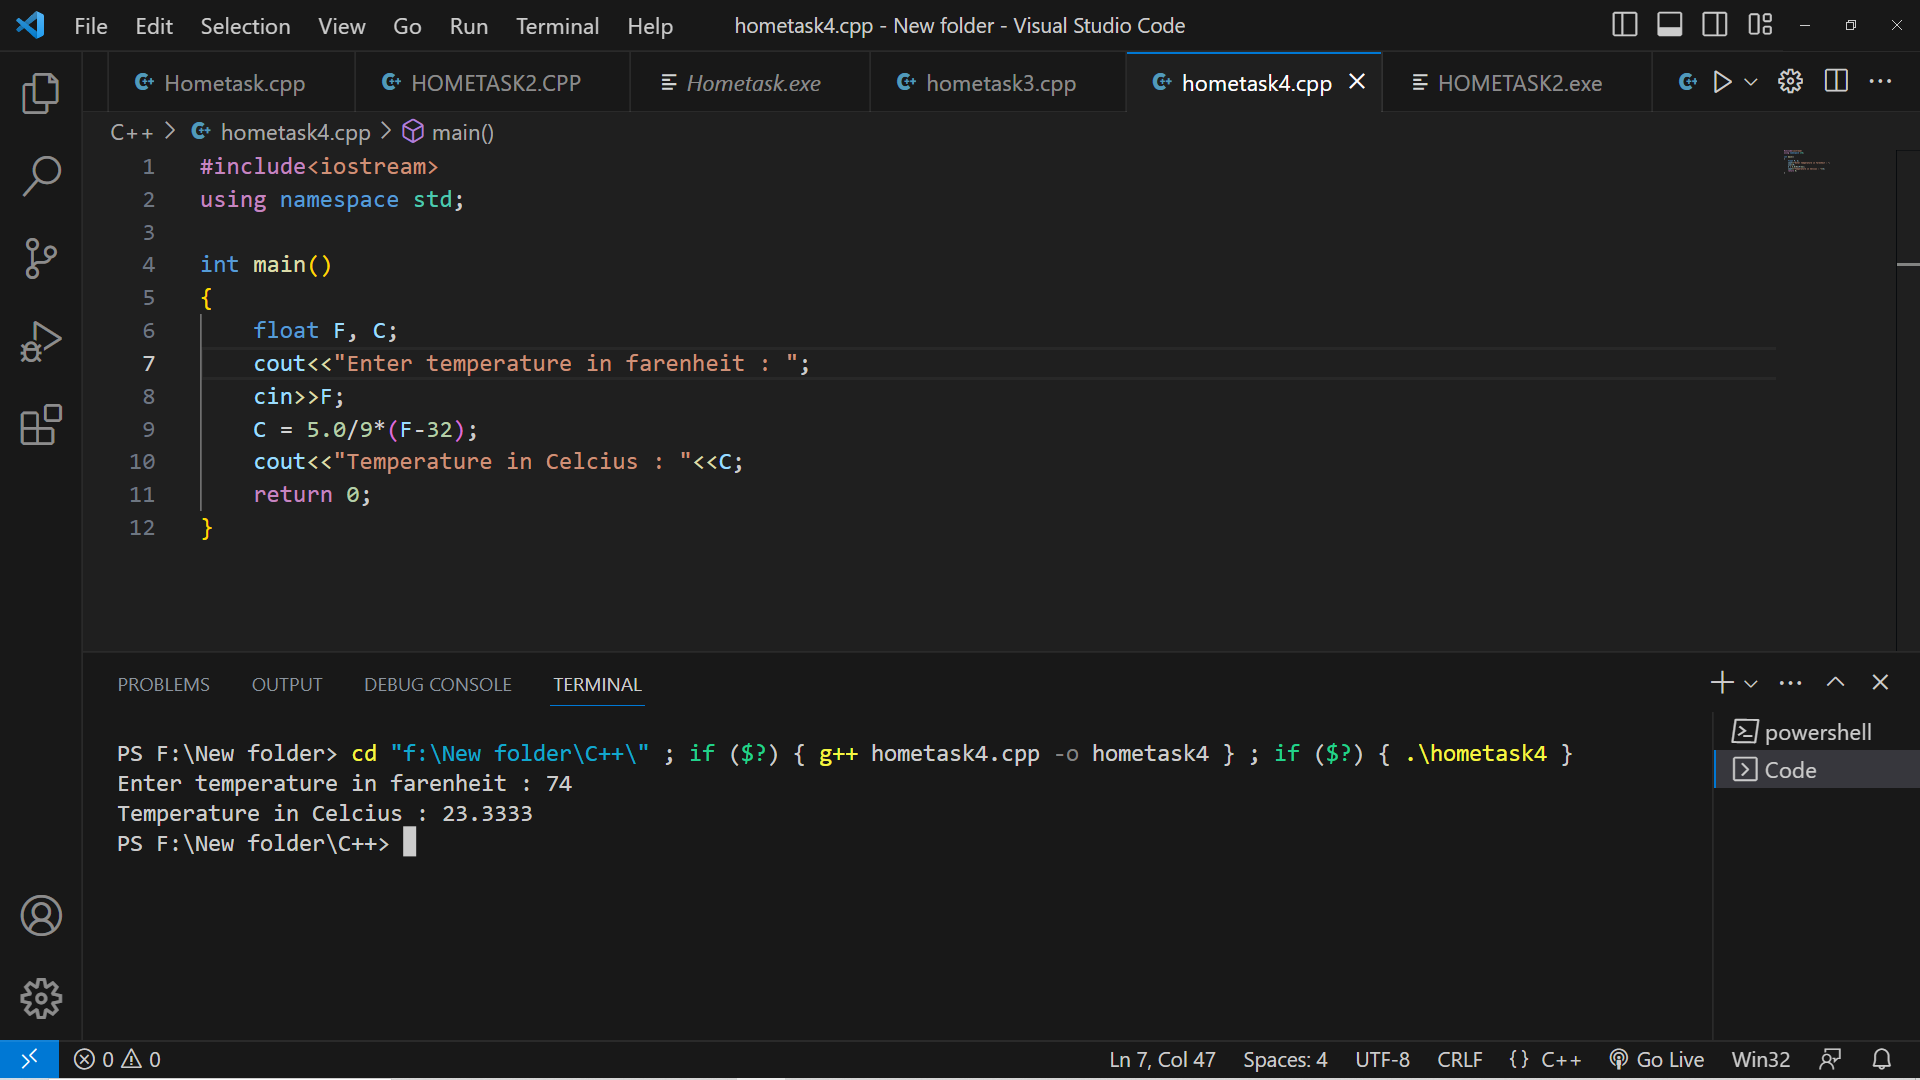 File Edit Selection View Go Run Terminal Help hometask4.cpp - New folder - Visual Studio Code
Hometask.cpp HOMETASK2.CPP Hometask.exe hometask3.cpp hometask4.cpp HOMETASK2.exe
C++ > hometask4.cpp > main()
1 #include<iostream>
2 using namespace std;
3
4 int main()
5 {
6 float F, C;
7 cout<<"Enter temperature in farenheit : ";
8 cin>>F;
9 C = 5.0/9*(F-32);
10 cout<<"Temperature in Celcius : "<<C;
11 return 0;
12 }
PROBLEMS OUTPUT DEBUG CONSOLE TERMINAL
PS F:\New folder> cd "f:\New folder\C++\" ; if ($?) { g++ hometask4.cpp -o hometask4 } ; if ($?) { .\hometask4 }
Enter temperature in farenheit : 74
Temperature in Celcius : 23.3333
PS F:\New folder\C++>
powershell
Code
0 0 Ln 7, Col 47 Spaces: 4 UTF-8 CRLF {} C++ Go Live Win32